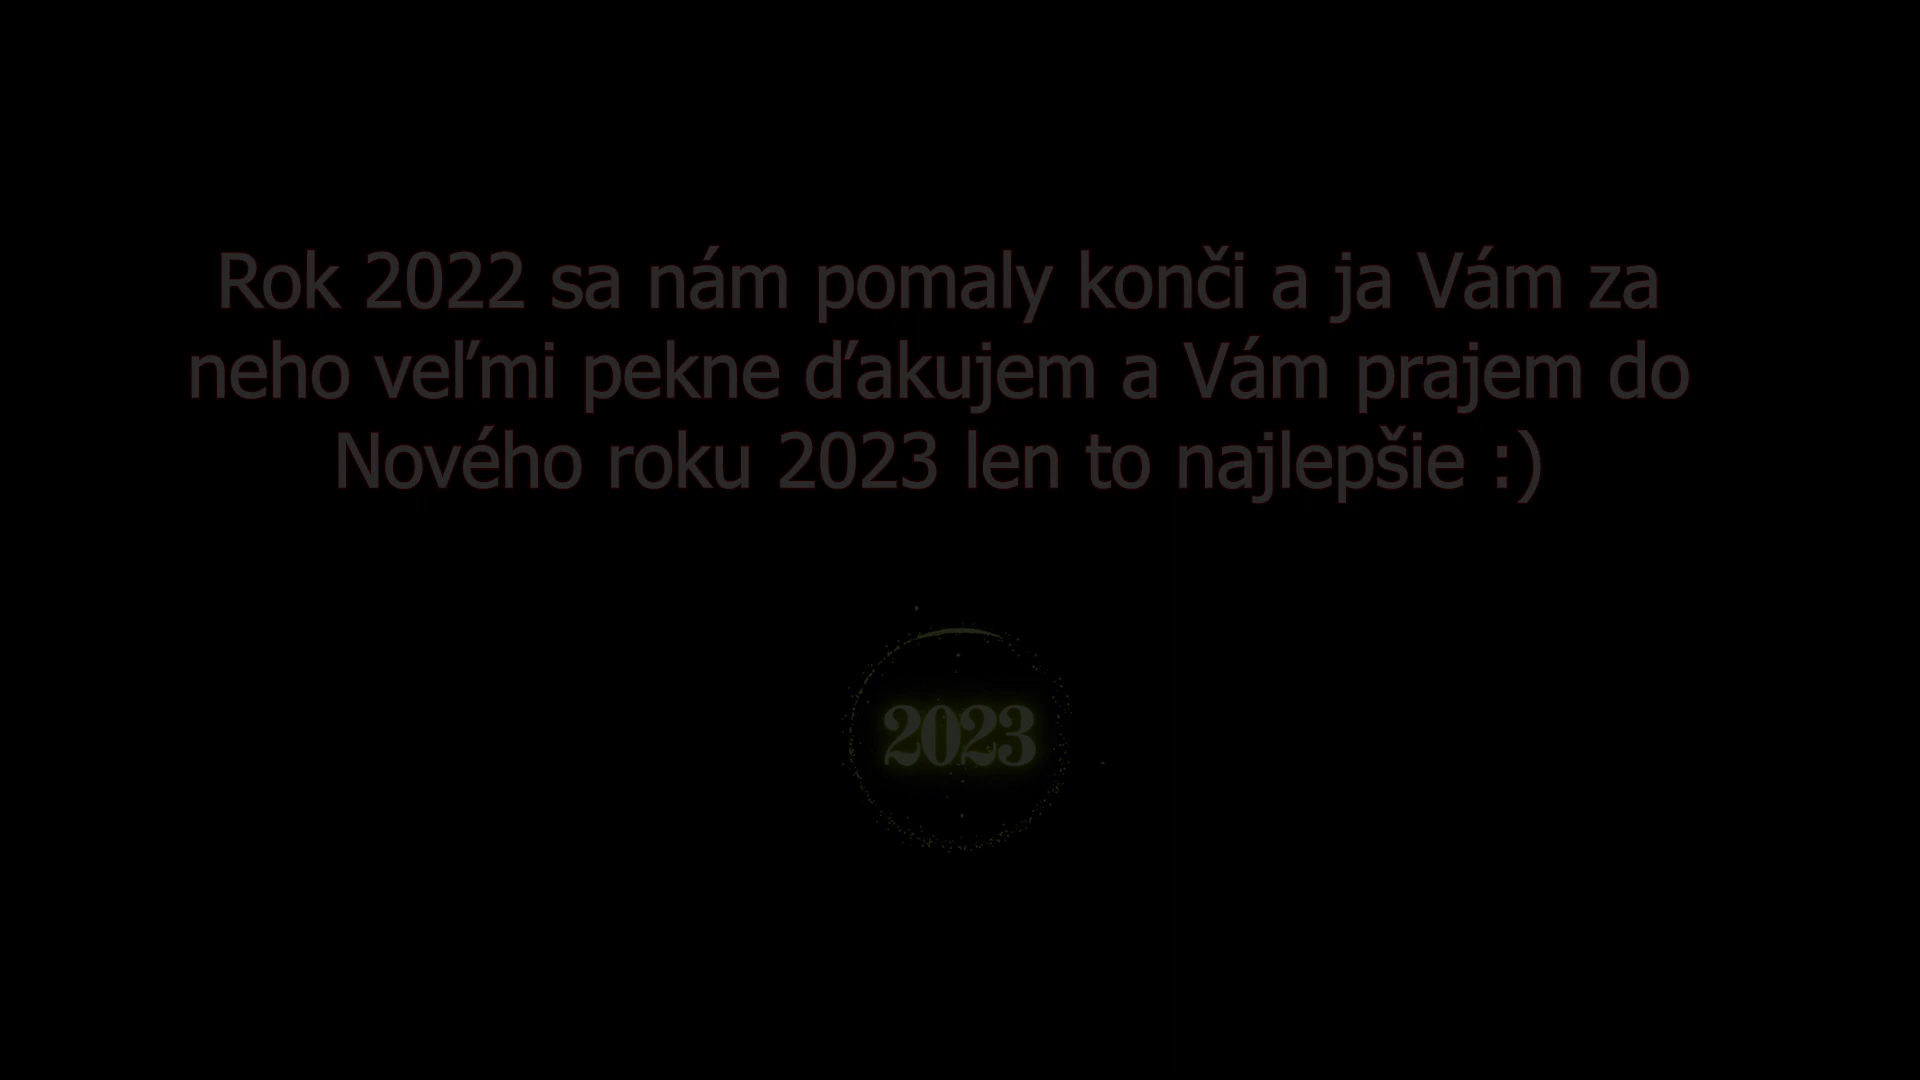 Rok 2022 sa nám pomaly konči a ja Vám za
neho veľmi pekne ďakujem a Vám prajem do
Nového roku 2023 len to najlepšie :)
2023